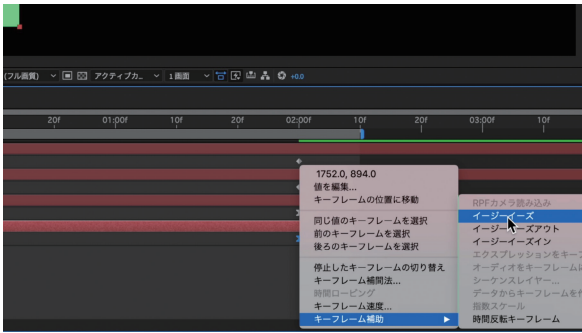 (フル画質) アクティブカ_ 1画面 +0.0
20f 01:00f 10f 20f 02:00f 10f 20f 03:00f 10f
1752.0, 894.0
値を編集...
キーフレームの位置に移動
同じ値のキーフレームを選択
前のキーフレームを選択
後ろのキーフレームを選択
停止したキーフレームの切り替え
キーフレーム補間法...
時間ロービング
キーフレーム速度...
キーフレーム補助
RPFカメラ読み込み
イージーイーズ
イージーイーズアウト
イージーイーズイン
エクスプレッションをキーフ
オーディオをキーフレームに
シーケンスレイヤー...
データからキーフレームを作
指数スケール
時間反転キーフレーム